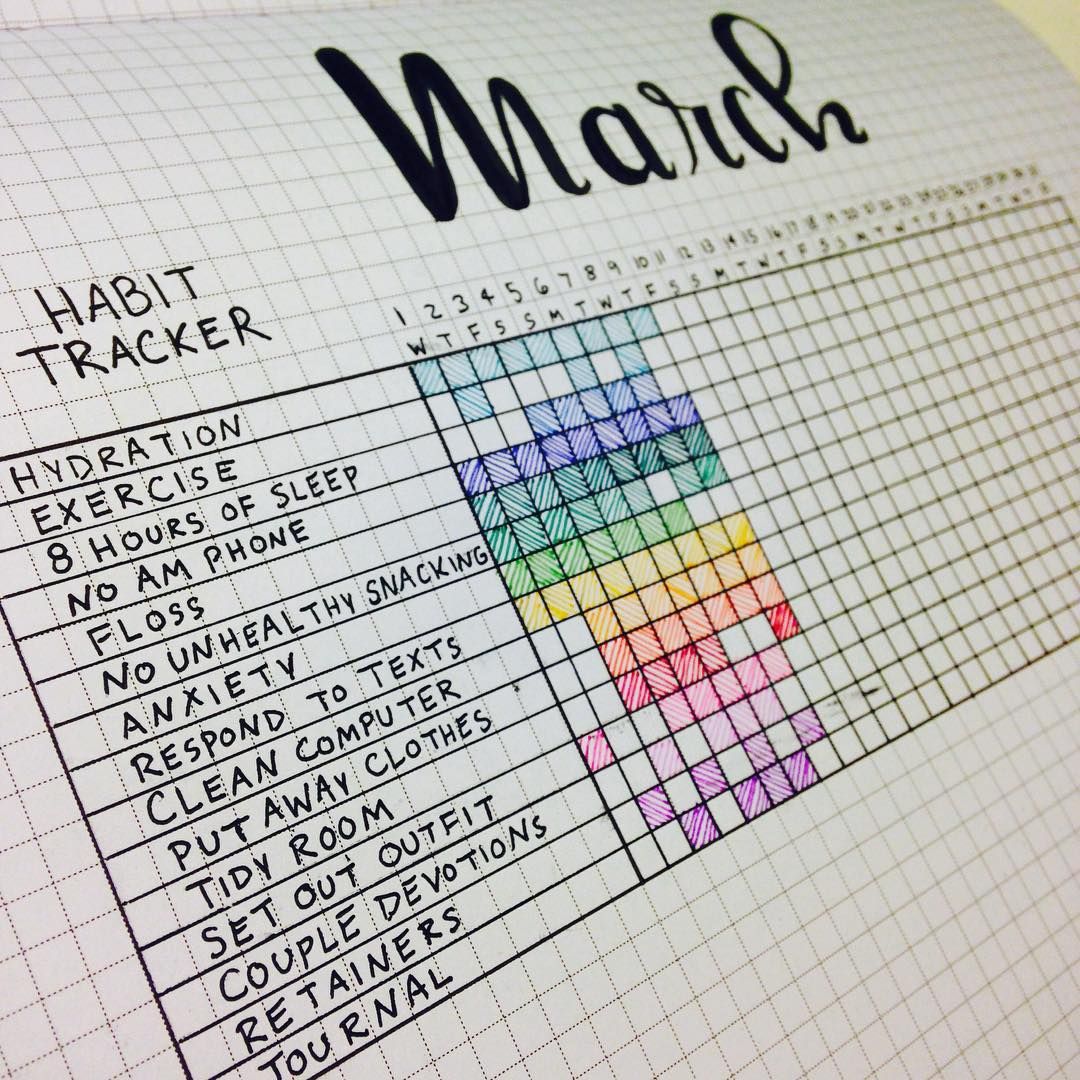 March
HABIT
TRACKER
1 2 3 4 5 6 7 8 9 10 11 12 13 14 15 16 17 18
W T F S S M T W T F S S M T W T F S S M T W
HYDRATION
EXERCISE
8 HOURS OF SLEEP
NO AM PHONE
FLOSS
NO UNHEALTHY SNACKING
ANXIETY
RESPOND TO TEXTS
CLEAN COMPUTER
PUT AWAY CLOTHES
TIDY ROOM
SET OUT OUTFIT
COUPLE DEVOTIONS
RETAINERS
JOURNAL